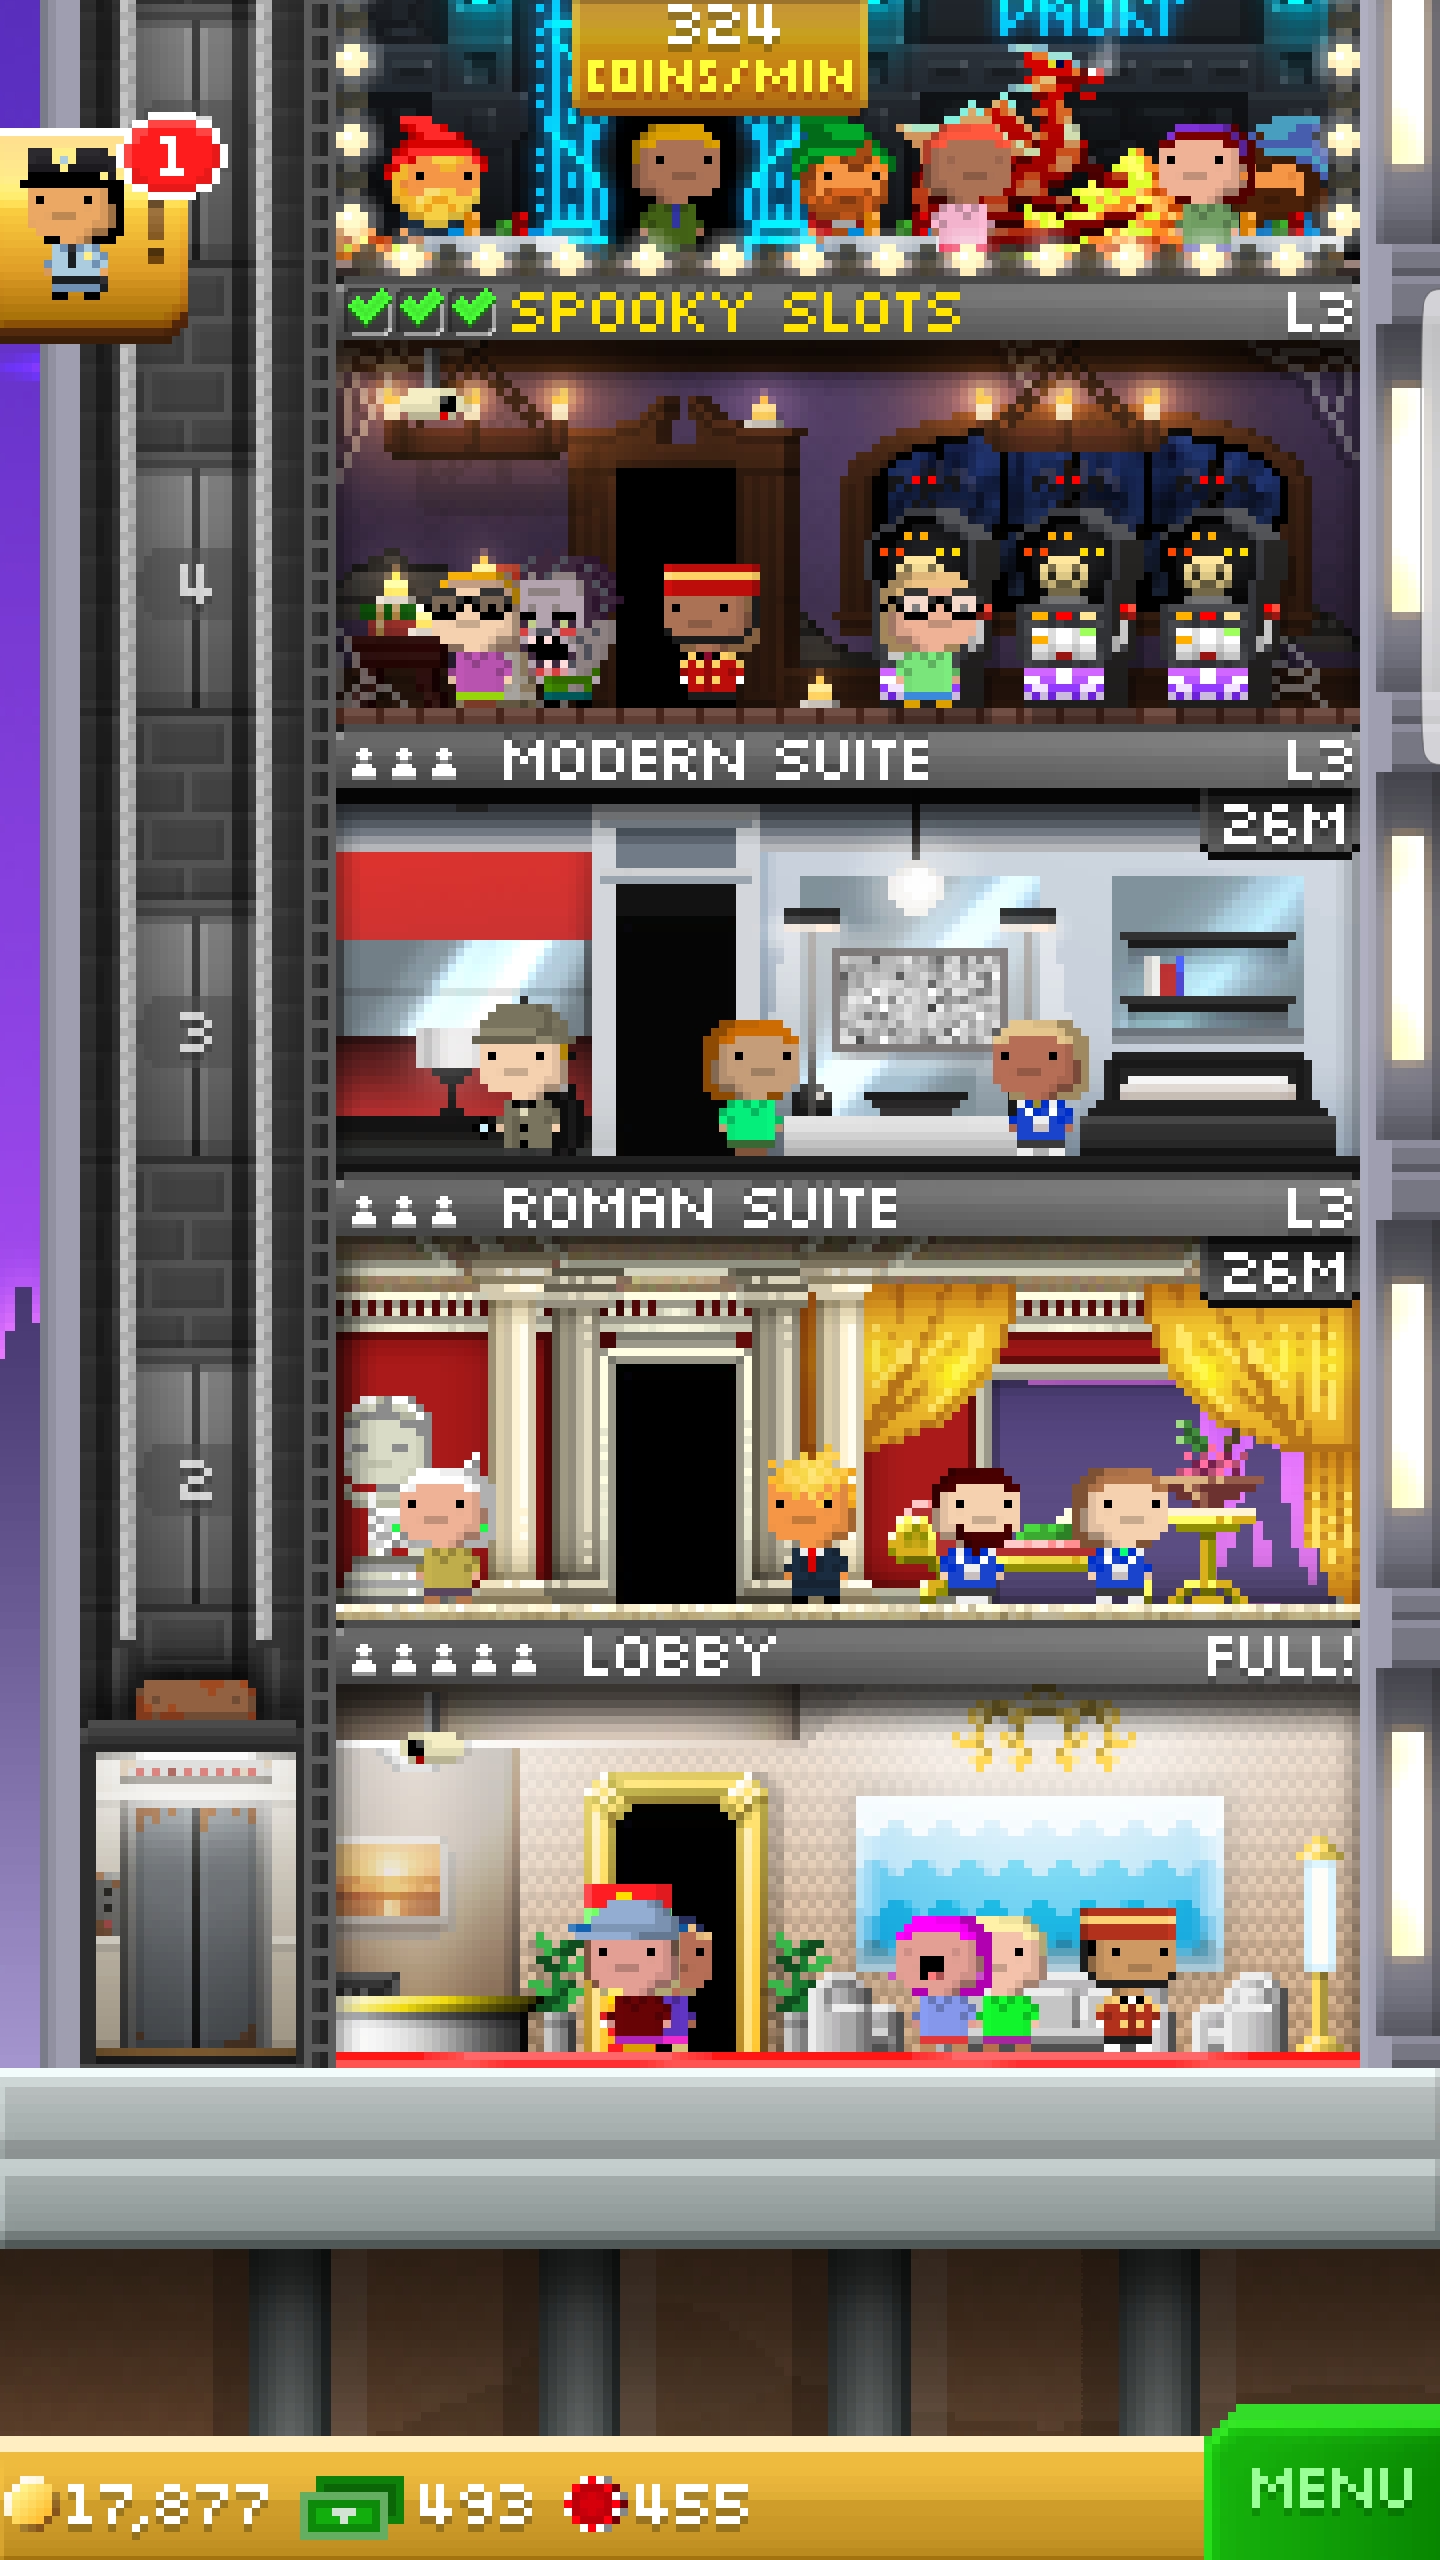 324
COINS/MIN
1
SPOOKY SLOTS L3
4
MODERN SUITE L3
26M
3
ROMAN SUITE L3
26M
2
LOBBY FULL!
17,877 493 455
MENU